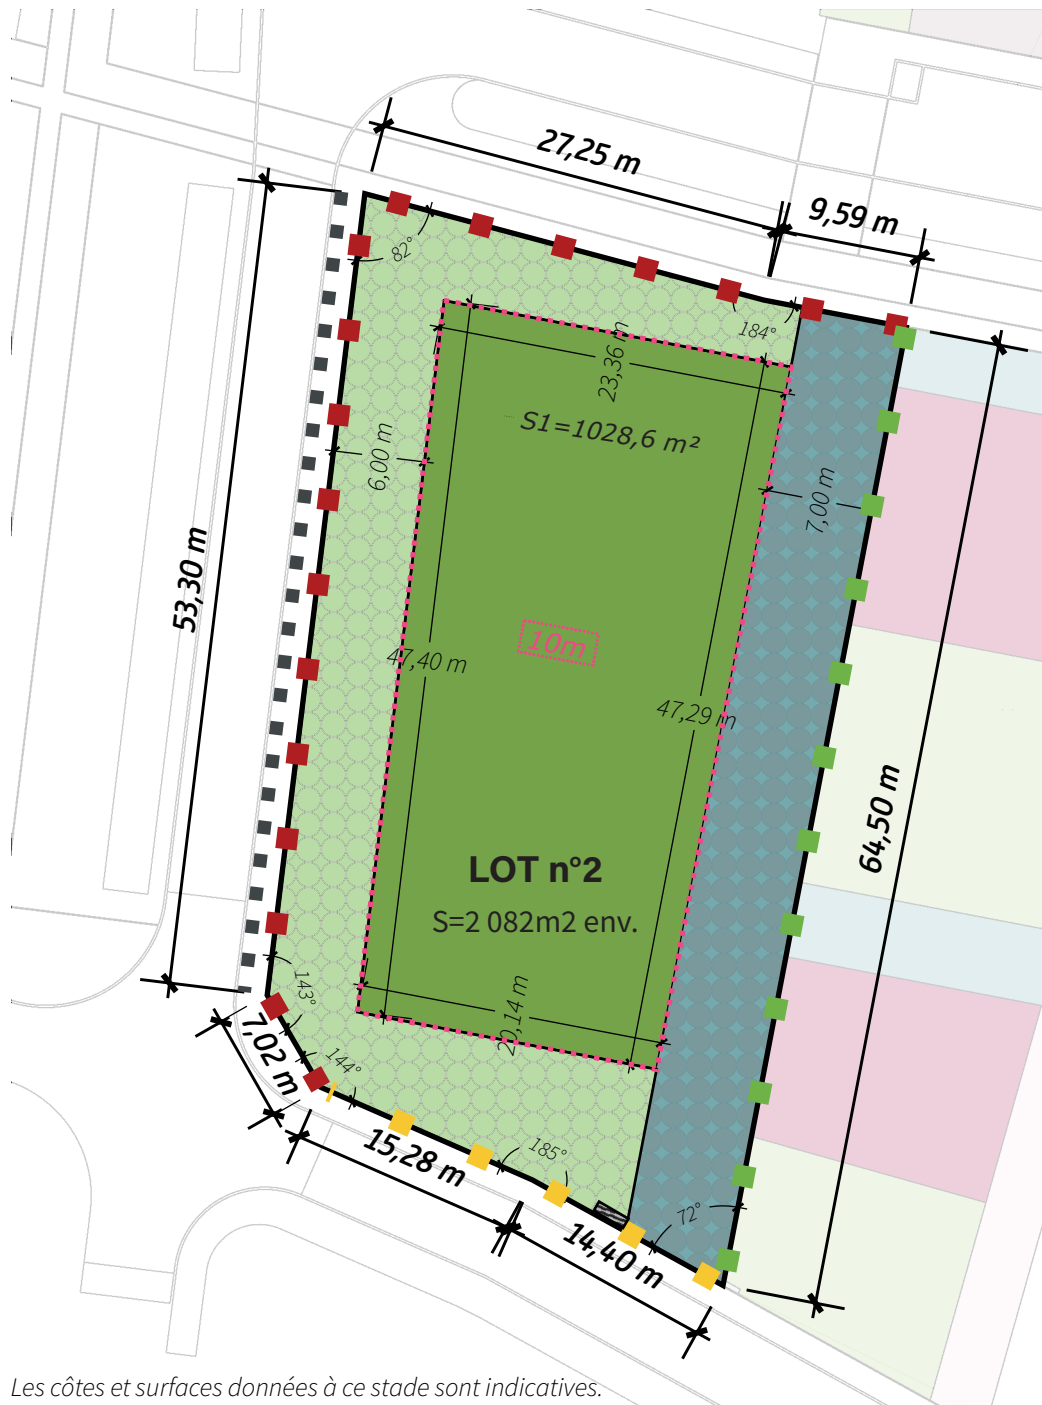 27,25 m
9,59 m
82°
184°
23,36 m
S1=1028,6 m²
6,00 m
7,00 m
53,30 m
10m
47,40 m
47,29 m
64,50 m
LOT n°2
S=2 082m2 env.
143°
20,14 m
7,02 m
144°
15,28 m
185°
72°
14,40 m
Les côtes et surfaces données à ce stade sont indicatives.